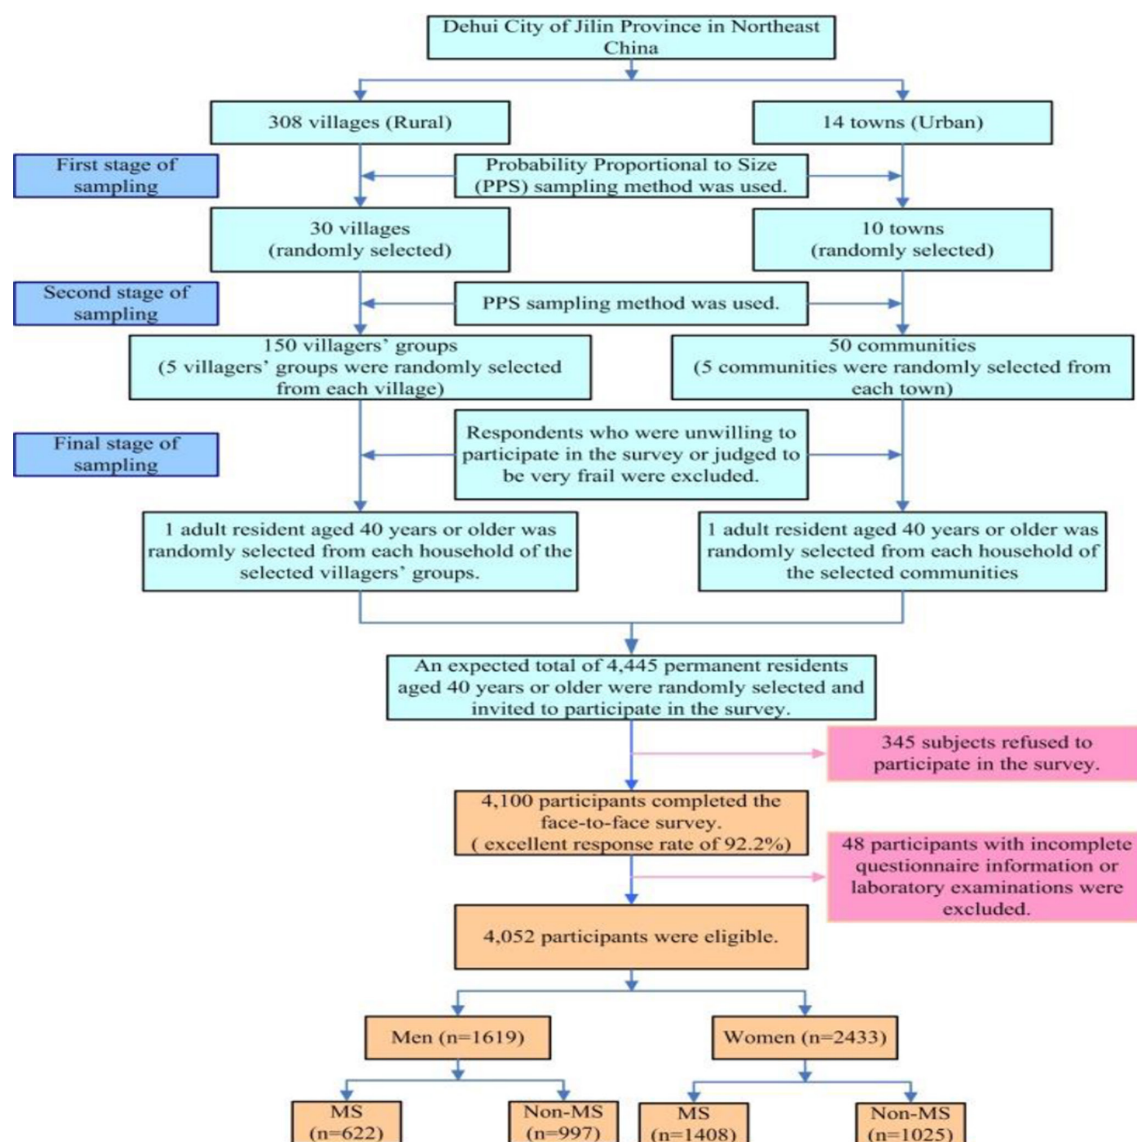 Dehui City of Jilin Province in Northeast
China
308 villages (Rural)
14 towns (Urban)
First stage of
sampling
Probability Proportional to Size
(PPS) sampling method was used.
30 villages
(randomly selected)
10 towns
(randomly selected)
Second stage of
sampling
PPS sampling method was used.
150 villagers’ groups
(5 villagers’ groups were randomly selected
from each village)
50 communities
(5 communities were randomly selected from
each town)
Final stage of
sampling
Respondents who were unwilling to
participate in the survey or judged to
be very frail were excluded.
1 adult resident aged 40 years or older was
randomly selected from each household of the
selected villagers’ groups.
1 adult resident aged 40 years or older was
randomly selected from each household of
the selected communities
An expected total of 4,445 permanent residents
aged 40 years or older were randomly selected and
invited to participate in the survey.
345 subjects refused to
participate in the survey.
4,100 participants completed the
face-to-face survey.
( excellent response rate of 92.2%)
48 participants with incomplete
questionnaire information or
laboratory examinations were
excluded.
4,052 participants were eligible.
Men (n=1619)
Women (n=2433)
MS
(n=622)
Non-MS
(n=997)
MS
(n=1408)
Non-MS
(n=1025)